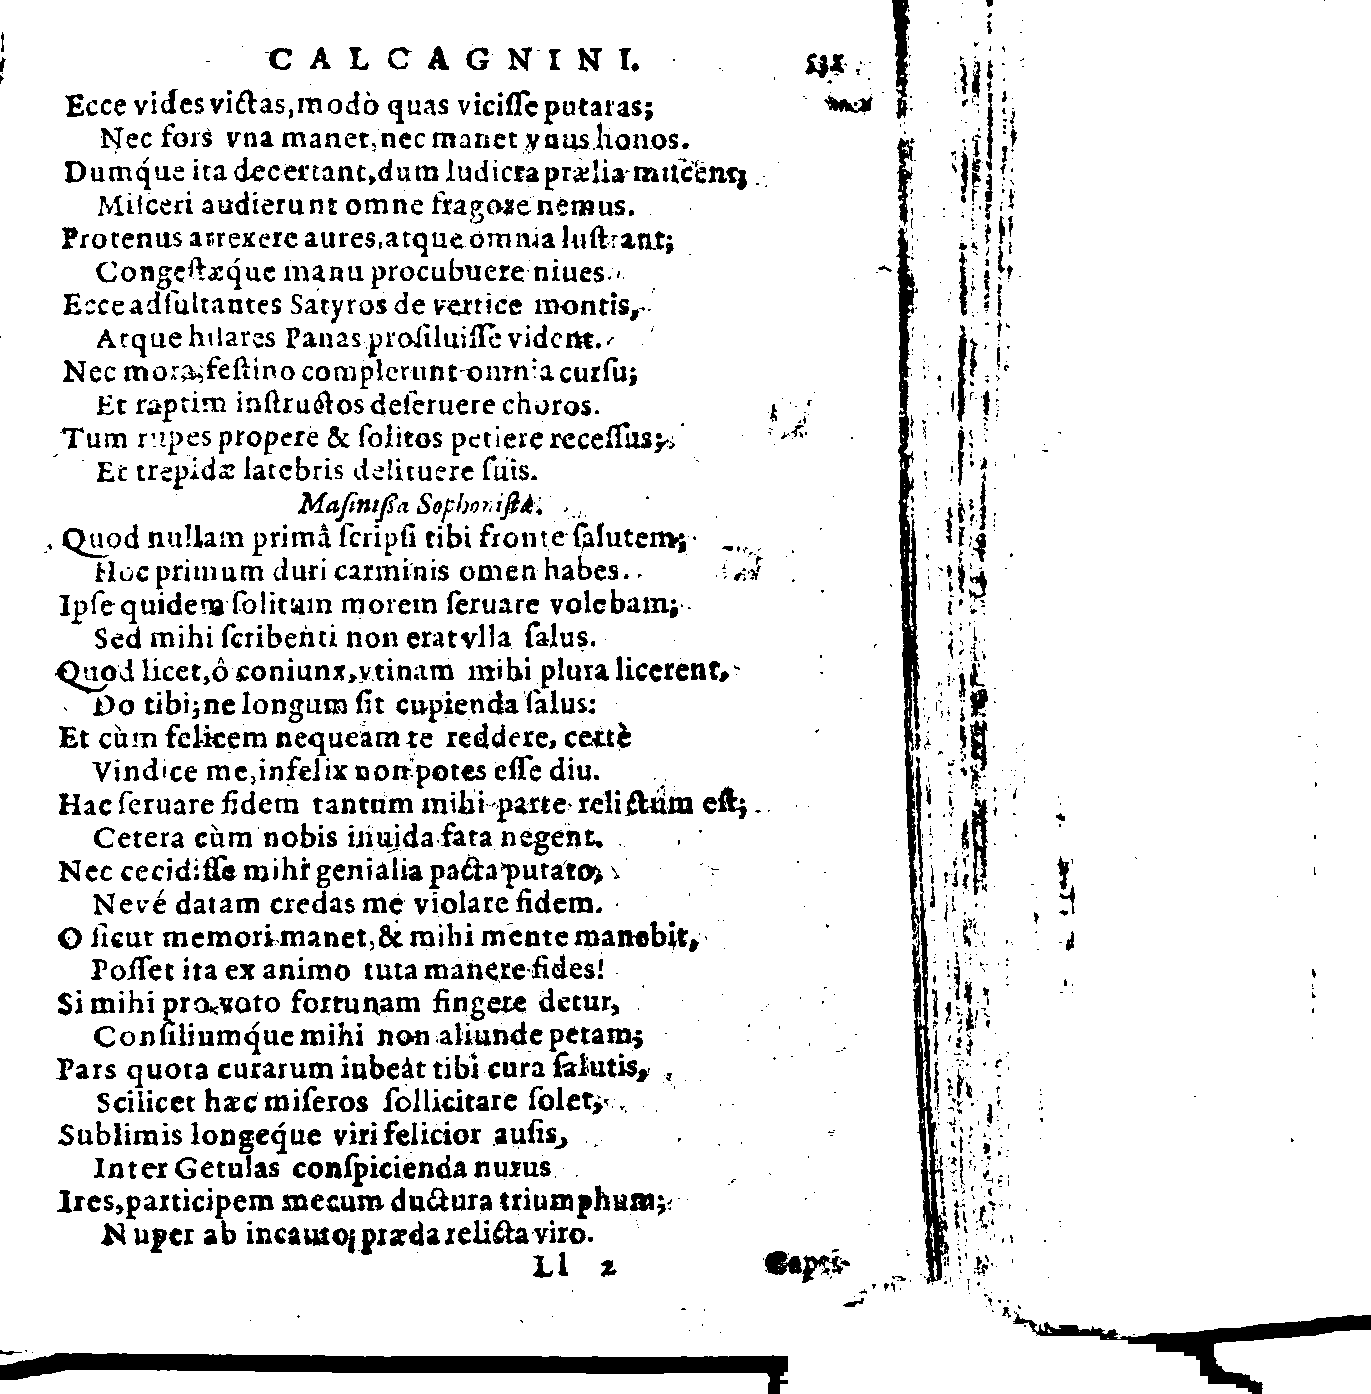 CALCAGNINI. 531
Ecce vides victas, modò quas viciſſe putaras;
Nec fors vna manet, nec manet vnus honos.
Dumq́ue ita decertant, dum ludicra prælia miſcent;
Miſceri audierunt omne fragore nemus.
Protenus arrexere aures, atque omnia luſtrant;
Congeſtæq́ue manu procubuere niues.
Ecce adſultantes Satyros de vertice montis,
Atque hilares Panas proſiluiſſe vident.
Nec mora, feſtino complerunt omnia curſu;
Et raptim inſtructos deſeruere choros.
Tum rupes propere & ſolitos petiere receſſus;
Et trepidæ latebris delituere ſuis.
Maſiniſſa Sophoniſbæ.
Quod nullam primâ ſcripſi tibi fronte ſalutem;
Hoc primum duri carminis omen habes.
Ipſe quidem ſolitum morem ſeruare volebam;
Sed mihi ſcribenti non erat vlla ſalus.
Quod licet, ô coniunx, vtinam mihi plura licerent,
Do tibi; ne longum ſit cupienda ſalus:
Et cùm felicem nequeam te reddere, certè
Vindice me, infelix non potes eſſe diu.
Hac ſeruare fidem tantum mihi parte relictum eſt;
Cetera cùm nobis inuida fata negent.
Nec cecidiſſe mihi genialia pacta putato;
Nevé datam credas me violare fidem.
O ſicut memori manet, & mihi mente manebit,
Poſſet ita ex animo tuta manere fides!
Si mihi pro voto fortunam fingere detur,
Conſiliumq́ue mihi non aliunde petam;
Pars quota curarum iubeat tibi cura ſalutis,
Scilicet hæc miſeros ſollicitare ſolet,
Sublimis longeq́ue viri felicior auſis,
Inter Getulas conſpicienda nurus
Ires, participem mecum ductura triumphum;
Nuper ab incauto præda relicta viro.
Ll 2